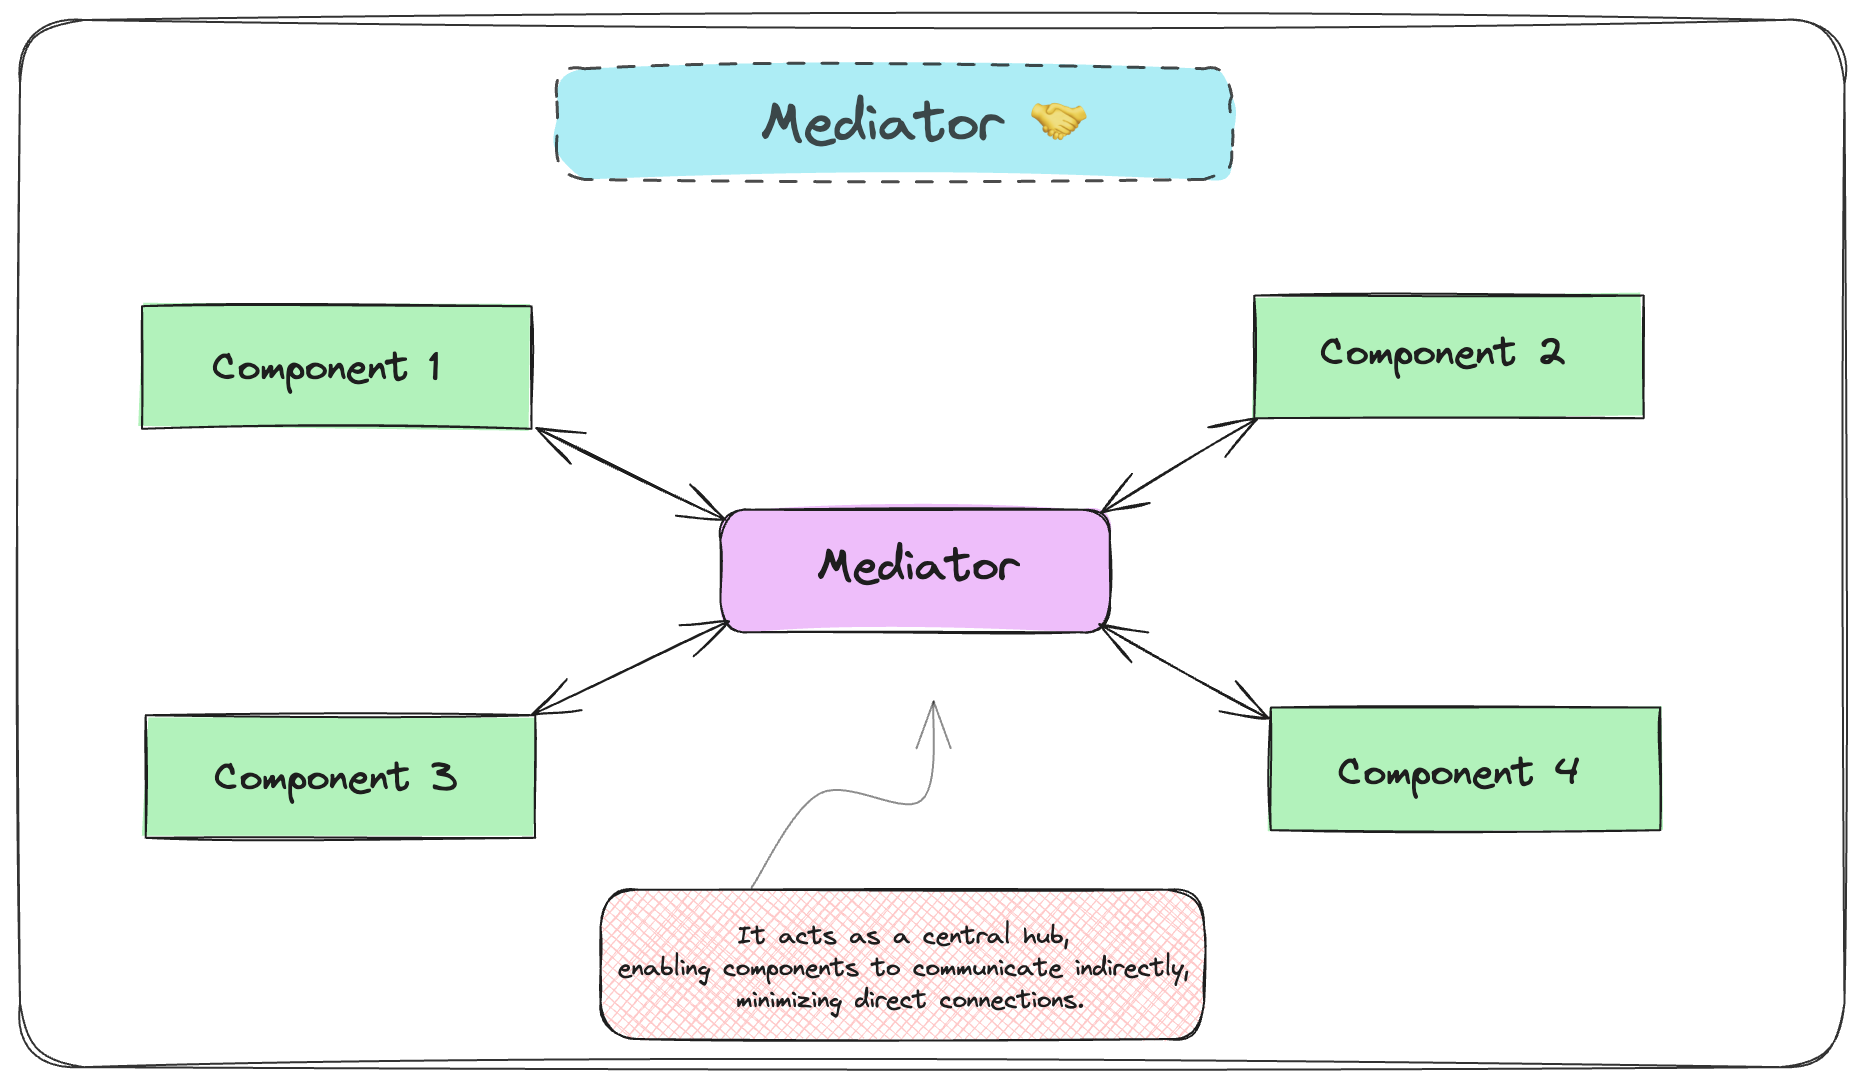 Mediator 🤝
Component 1
Component 2
Mediator
Component 3
Component 4
It acts as a central hub,
enabling components to communicate indirectly,
minimizing direct connections.